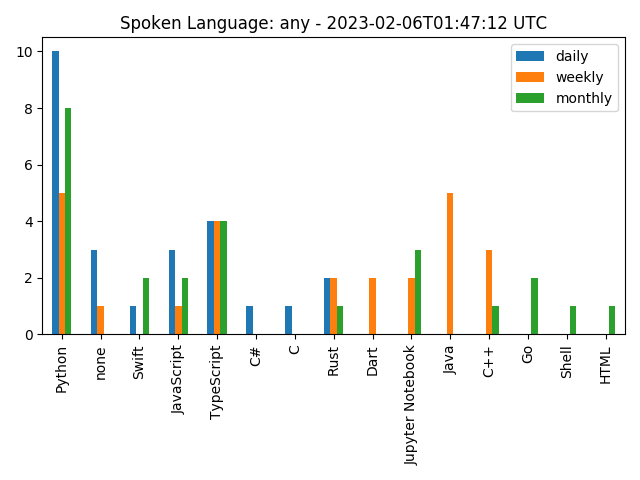 Spoken Language: any - 2023-02-06T01:47:12 UTC
10
8
6
4
2
0
daily
weekly
monthly
Python
none
Swift
JavaScript
TypeScript
C#
C
Rust
Dart
Jupyter Notebook
Java
C++
Go
Shell
HTML